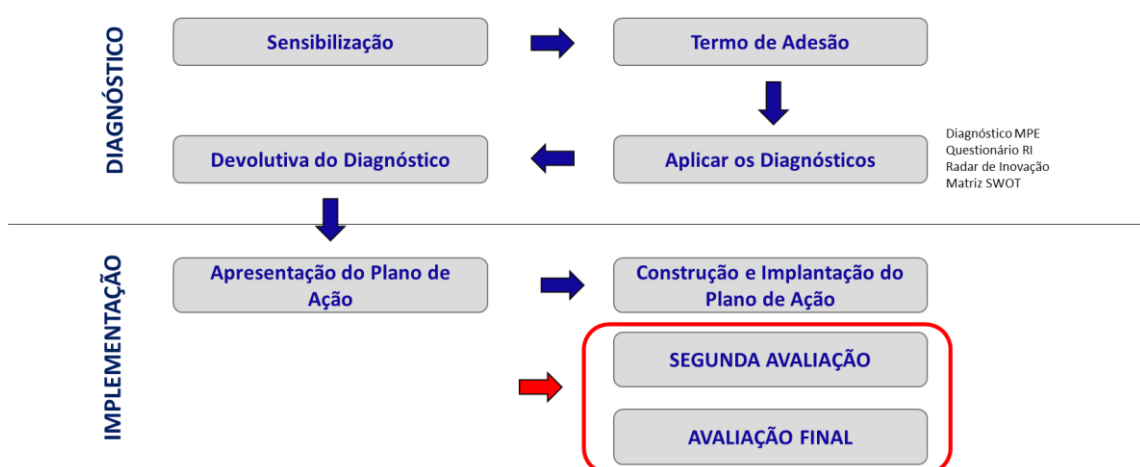 DIAGNÓSTICO
Sensibilização
Termo de Adesão
Devolutiva do Diagnóstico
Aplicar os Diagnósticos
Diagnóstico MPE
Questionário RI
Radar de Inovação
Matriz SWOT
IMPLEMENTAÇÃO
Apresentação do Plano de
Ação
Construção e Implantação do
Plano de Ação
SEGUNDA AVALIAÇÃO
AVALIAÇÃO FINAL